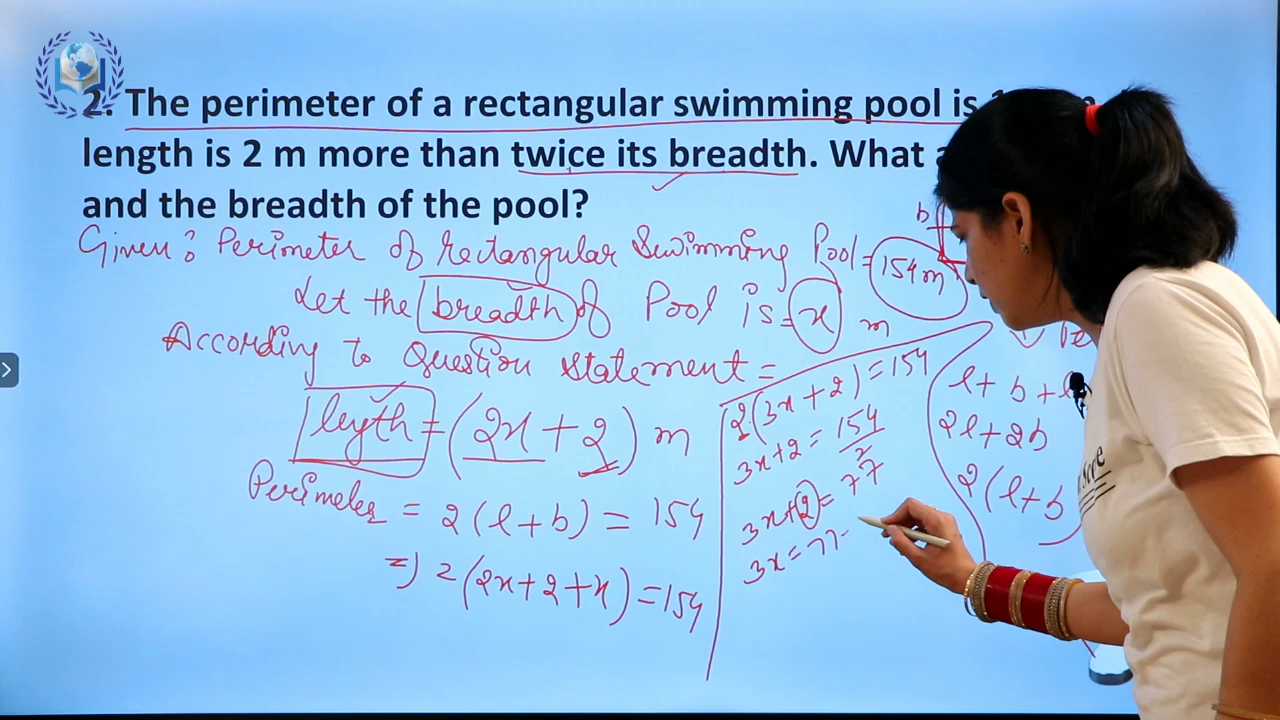 2. The perimeter of a rectangular swimming pool is
length is 2 m more than twice its breadth. What
and the breadth of the pool?
b
Given : Perimeter of Rectangular Swimming Pool = 154 m
Let the breadth of Pool is = x m
According to Question Statement =
length = (2x + 2) m
Perimeter = 2 (l + b) = 154
=) 2 (2x + 2 + x) = 154
2 (3x + 2) = 154
3x + 2 = 154
2
3x + 2 = 77
3x = 77 -
l + b + l
2l + 2b
2 (l + b)